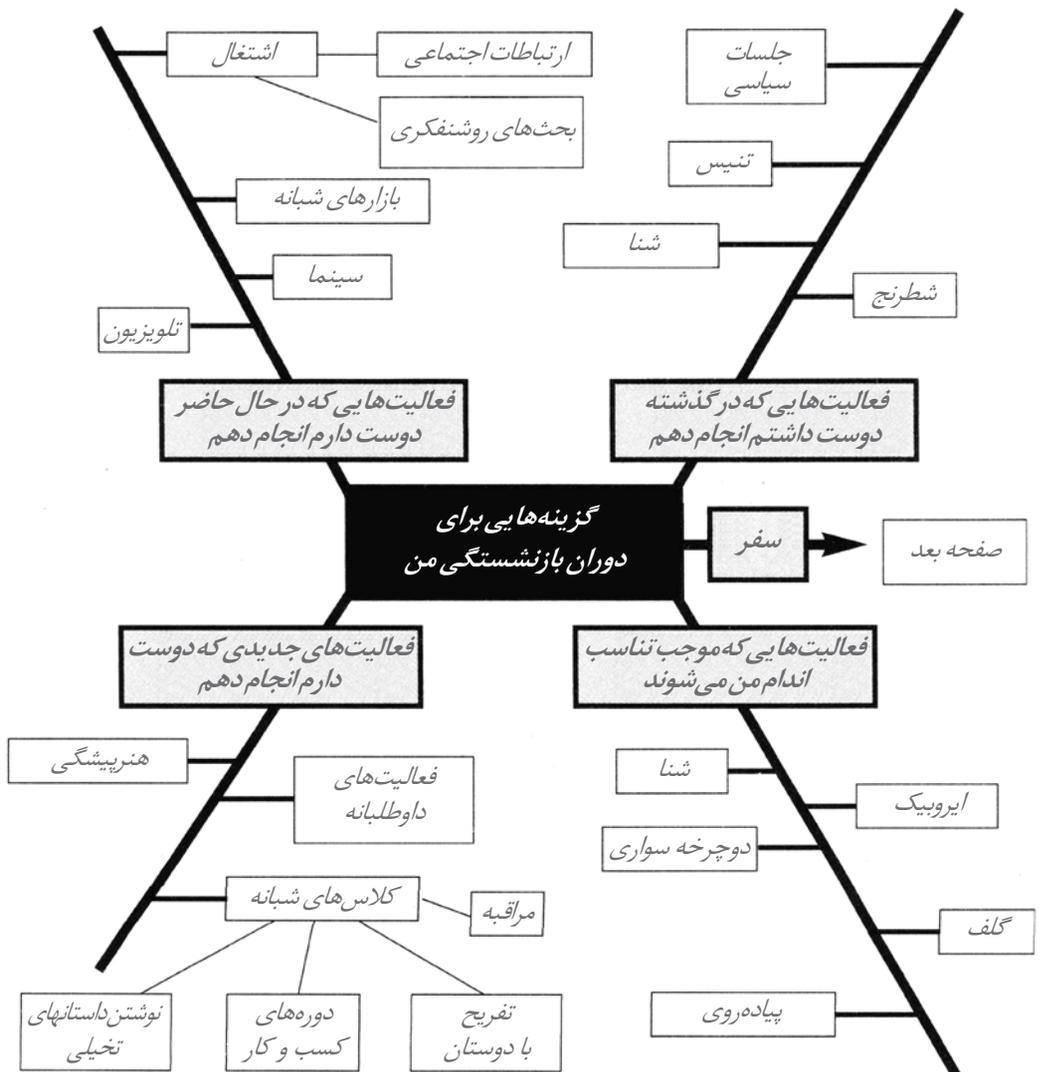 جلسات
سیاسی
تنیس
شنا
شطرنج
فعالیت‌هایی که در گذشته
دوست داشتم انجام دهم
اشتغال
ارتباطات اجتماعی
بحث‌های روشنفکری
بازارهای شبانه
سینما
تلویزیون
فعالیت‌هایی که در حال حاضر
دوست دارم انجام دهم
گزینه‌هایی برای
دوران بازنشستگی من
سفر
صفحه بعد
فعالیت‌هایی که موجب تناسب
اندام من می‌شوند
شنا
ایروبیک
دوچرخه سواری
گلف
پیاده‌روی
فعالیت‌های جدیدی که دوست
دارم انجام دهم
هنرپیشگی
فعالیت‌های
داوطلبانه
کلاس‌های شبانه
مراقبه
تفریح
با دوستان
دوره‌های
کسب و کار
نوشتن داستانهای
تخیلی